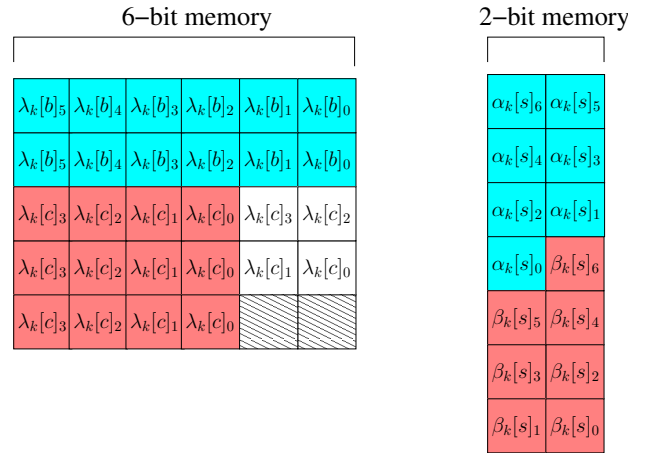 6−bit memory
2−bit memory
λₖ[b]₅ λₖ[b]₄ λₖ[b]₃ λₖ[b]₂ λₖ[b]₁ λₖ[b]₀
λₖ[b]₅ λₖ[b]₄ λₖ[b]₃ λₖ[b]₂ λₖ[b]₁ λₖ[b]₀
λₖ[c]₃ λₖ[c]₂ λₖ[c]₁ λₖ[c]₀ λₖ[c]₃ λₖ[c]₂
λₖ[c]₃ λₖ[c]₂ λₖ[c]₁ λₖ[c]₀ λₖ[c]₁ λₖ[c]₀
λₖ[c]₃ λₖ[c]₂ λₖ[c]₁ λₖ[c]₀
αₖ[s]₆ αₖ[s]₅
αₖ[s]₄ αₖ[s]₃
αₖ[s]₂ αₖ[s]₁
αₖ[s]₀ βₖ[s]₆
βₖ[s]₅ βₖ[s]₄
βₖ[s]₃ βₖ[s]₂
βₖ[s]₁ βₖ[s]₀